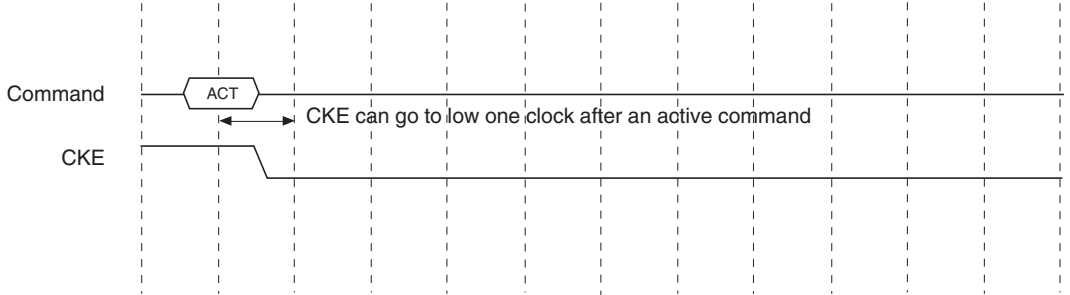 Command
ACT
CKE can go to low one clock after an active command
CKE